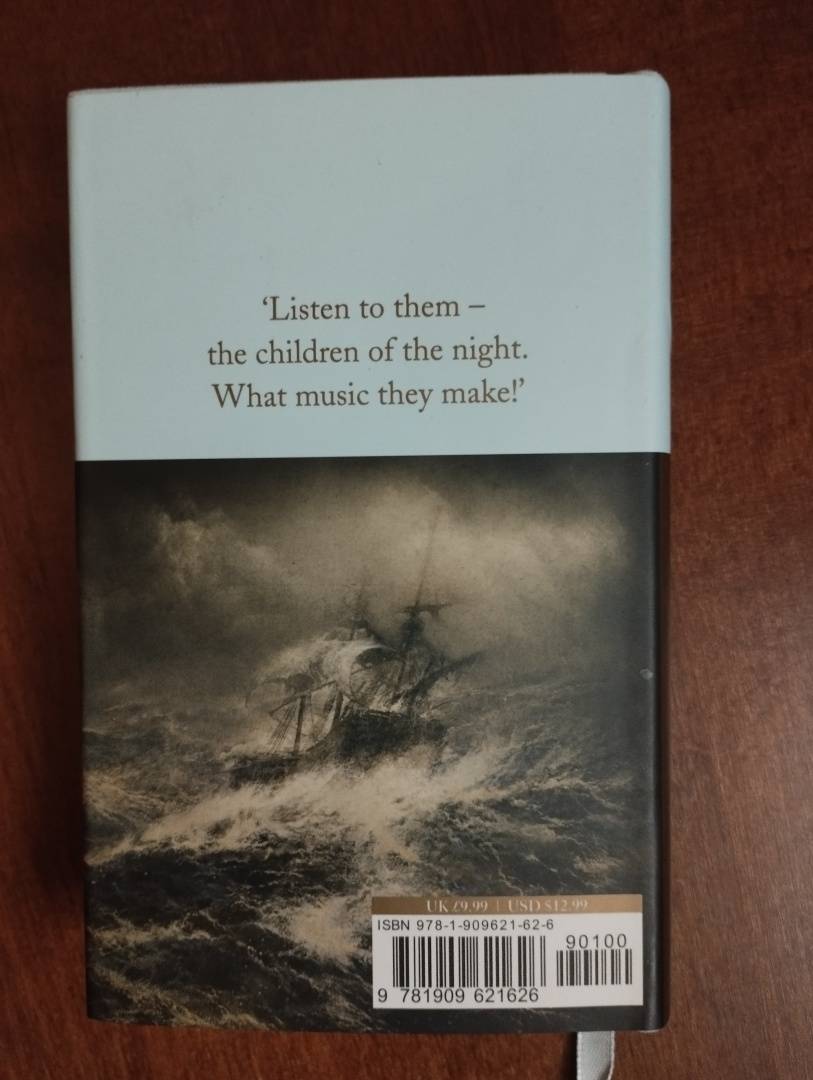 ‘Listen to them –
the children of the night.
What music they make!’
UK £9.99 | USD $12.99
ISBN 978-1-909621-62-6
90100
9 781909 621626